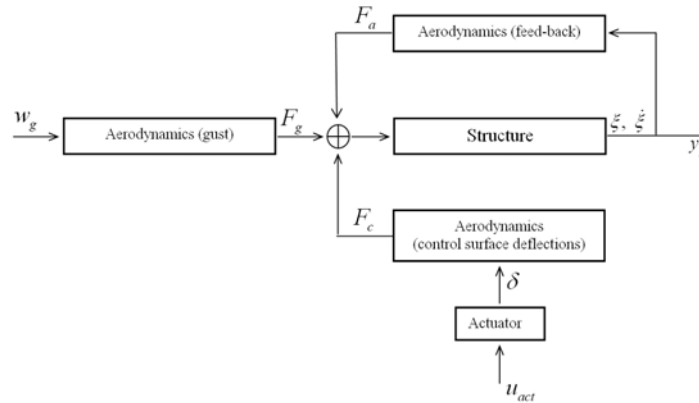 F_a
Aerodynamics (feed-back)
w_g
Aerodynamics (gust)
F_g
Structure
ξ, ξ̇
y
F_c
Aerodynamics
(control surface deflections)
δ
Actuator
u_act